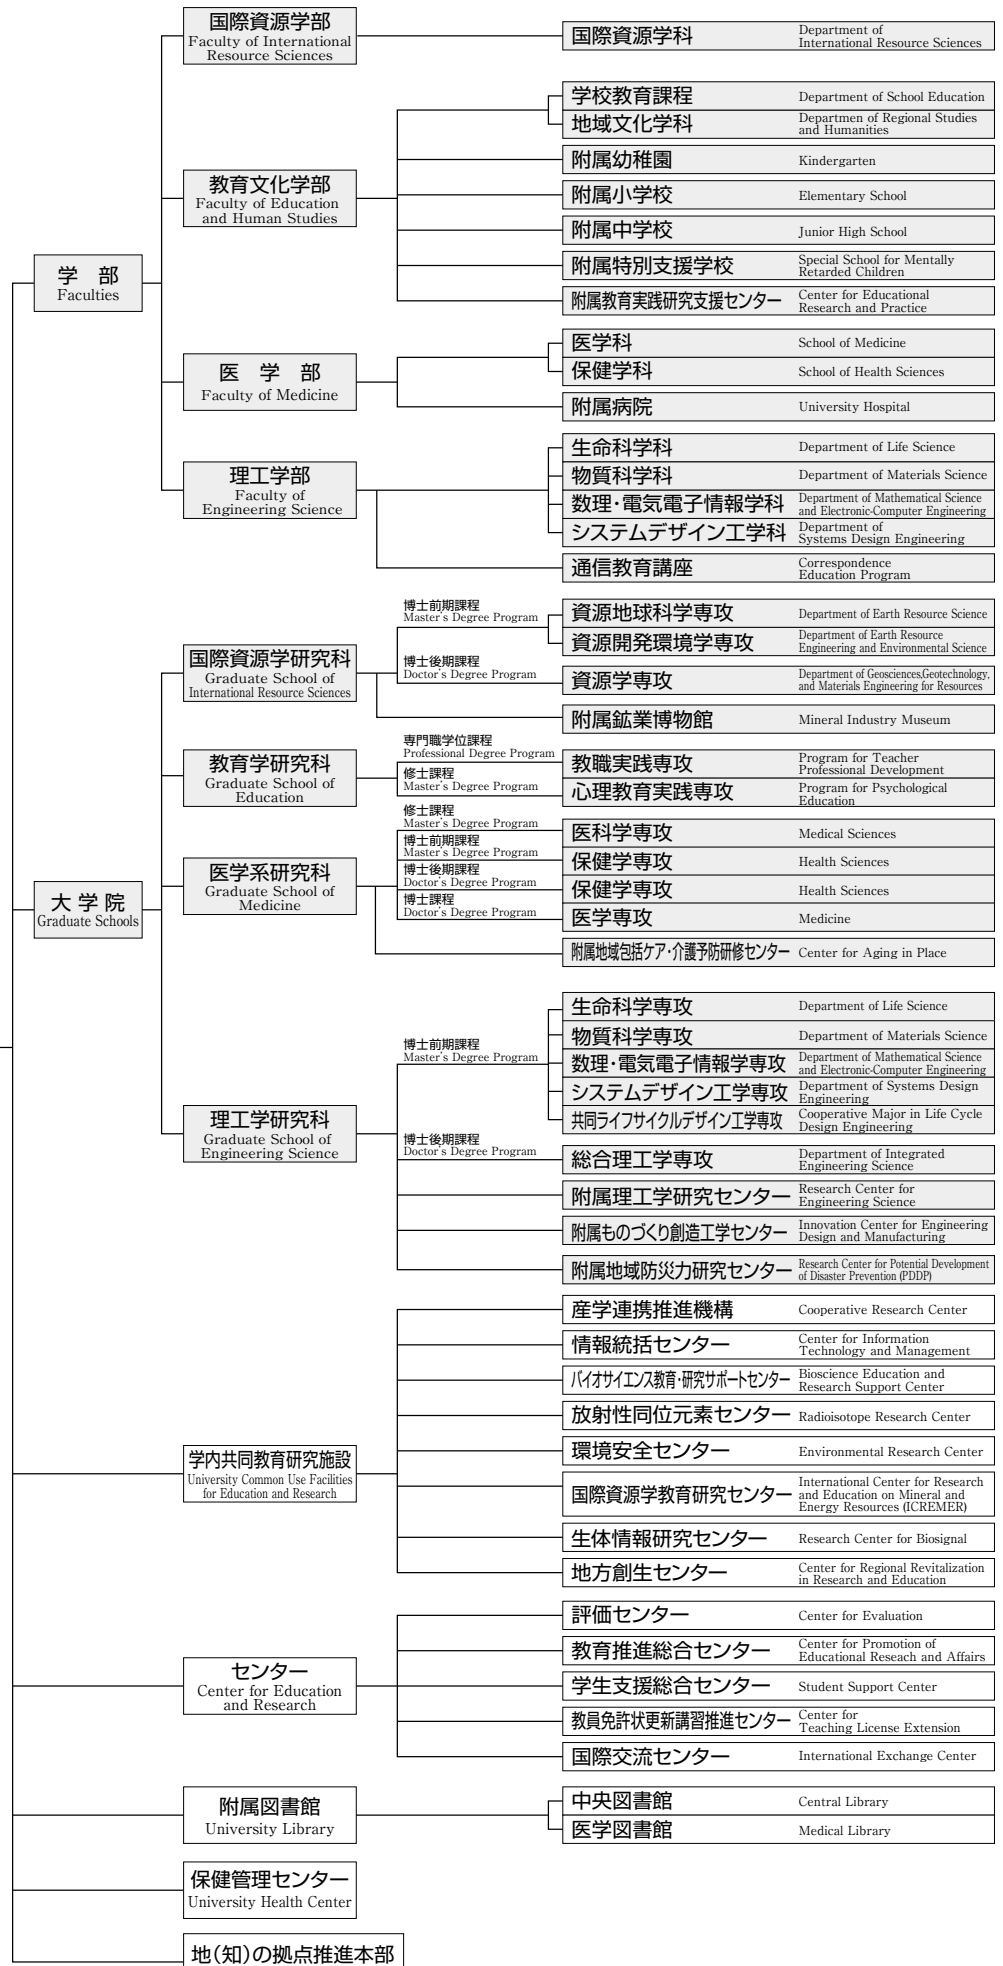 国際資源学部
Faculty of International
Resource Sciences
国際資源学科
Department of
International Resource Sciences
学校教育課程
Department of School Education
地域文化学科
Departmen of Regional Studies
and Humanities
附属幼稚園
Kindergarten
教育文化学部
Faculty of Education
and Human Studies
附属小学校
Elementary School
附属中学校
Junior High School
附属特別支援学校
Special School for Mentally
Retarded Children
附属教育実践研究支援センター
Center for Educational
Research and Practice
学 部
Faculties
医 学 部
Faculty of Medicine
医学科
School of Medicine
保健学科
School of Health Sciences
附属病院
University Hospital
理工学部
Faculty of
Engineering Science
生命科学科
Department of Life Science
物質科学科
Department of Materials Science
数理・電気電子情報学科
Department of Mathematical Science
and Electronic-Computer Engineering
システムデザイン工学科
Department of
Systems Design Engineering
通信教育講座
Correspondence
Education Program
国際資源学研究科
Graduate School of
International Resource Sciences
博士前期課程
Master's Degree Program
資源地球科学専攻
Department of Earth Resource Science
資源開発環境学専攻
Department of Earth Resource
Engineering and Environmental Science
博士後期課程
Doctor's Degree Program
資源学専攻
Department of Geosciences,Geotechnology,
and Materials Engineering for Resources
附属鉱業博物館
Mineral Industry Museum
教育学研究科
Graduate School of
Education
専門職学位課程
Professional Degree Program
教職実践専攻
Program for Teacher
Professional Development
修士課程
Master's Degree Program
心理教育実践専攻
Program for Psychological
Education
大 学 院
Graduate Schools
医学系研究科
Graduate School of
Medicine
修士課程
Master's Degree Program
医科学専攻
Medical Sciences
博士前期課程
Master's Degree Program
保健学専攻
Health Sciences
博士後期課程
Doctor's Degree Program
保健学専攻
Health Sciences
博士課程
Doctor's Degree Program
医学専攻
Medicine
附属地域包括ケア・介護予防研修センター
Center for Aging in Place
理工学研究科
Graduate School of
Engineering Science
博士前期課程
Master's Degree Program
生命科学専攻
Department of Life Science
物質科学専攻
Department of Materials Science
数理・電気電子情報学専攻
Department of Mathematical Science
and Electronic-Computer Engineering
システムデザイン工学専攻
Department of Systems Design
Engineering
共同ライフサイクルデザイン工学専攻
Cooperative Major in Life Cycle
Design Engineering
博士後期課程
Doctor's Degree Program
総合理工学専攻
Department of Integrated
Engineering Science
附属理工学研究センター
Research Center for
Engineering Science
附属ものづくり創造工学センター
Innovation Center for Engineering
Design and Manufacturing
附属地域防災力研究センター
Research Center for Potential Development
of Disaster Prevention (PDDP)
学内共同教育研究施設
University Common Use Facilities
for Education and Research
産学連携推進機構
Cooperative Research Center
情報統括センター
Center for Information
Technology and Management
バイオサイエンス教育・研究サポートセンター
Bioscience Education and
Research Support Center
放射性同位元素センター
Radioisotope Research Center
環境安全センター
Environmental Research Center
国際資源学教育研究センター
International Center for Research
and Education on Mineral and
Energy Resources (ICREMER)
生体情報研究センター
Research Center for Biosignal
地方創生センター
Center for Regional Revitalization
in Research and Education
センター
Center for Education
and Research
評価センター
Center for Evaluation
教育推進総合センター
Center for Promotion of
Educational Reseach and Affairs
学生支援総合センター
Student Support Center
教員免許状更新講習推進センター
Center for
Teaching License Extension
国際交流センター
International Exchange Center
附属図書館
University Library
中央図書館
Central Library
医学図書館
Medical Library
保健管理センター
University Health Center
地(知)の拠点推進本部